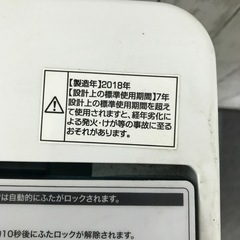 【製造年】2018年
【設計上の標準使用期間】7年
設計上の標準使用期間を超え
て使用されますと、経年劣化に
よる発火・けが等の事故に至る
おそれがあります。
は自動的にふたがロックされます。
10秒後にふたのロックが解除されます。